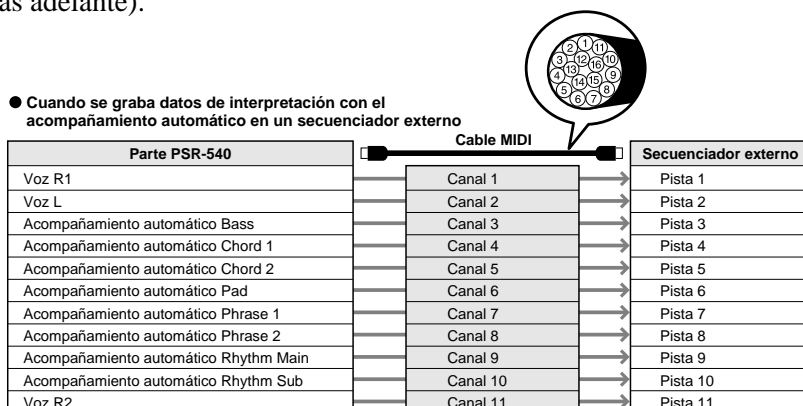 ás adelante).
2 1 11
3 12 16 10
4 13 14 15 9
5 6 7 8
● Cuando se graba datos de interpretación con el
acompañamiento automático en un secuenciador externo
Cable MIDI
Parte PSR-540 Secuenciador externo
Voz R1 Canal 1 Pista 1
Voz L Canal 2 Pista 2
Acompañamiento automático Bass Canal 3 Pista 3
Acompañamiento automático Chord 1 Canal 4 Pista 4
Acompañamiento automático Chord 2 Canal 5 Pista 5
Acompañamiento automático Pad Canal 6 Pista 6
Acompañamiento automático Phrase 1 Canal 7 Pista 7
Acompañamiento automático Phrase 2 Canal 8 Pista 8
Acompañamiento automático Rhythm Main Canal 9 Pista 9
Acompañamiento automático Rhythm Sub Canal 10 Pista 10
Voz R2 Canal 11 Pista 11